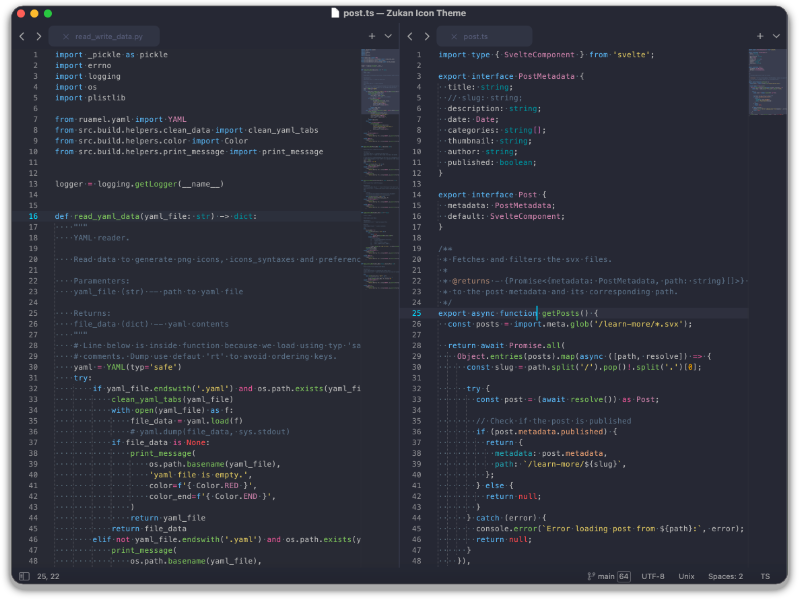 post.ts — Zukan Icon Theme
read_write_data.py
1 import _pickle as pickle
2 import errno
3 import logging
4 import os
5 import plistlib
6
7 from ruamel.yaml import YAML
8 from src.build.helpers.clean_data import clean_yaml_tabs
9 from src.build.helpers.color import Color
10 from src.build.helpers.print_message import print_message
11
12
13 logger = logging.getLogger(__name__)
14
15
16 def read_yaml_data(yaml_file: str) -> dict:
17 """
18 YAML reader.
19
20 Read data to generate png icons, icons_syntaxes and preferenc
21
22 Paramenters:
23 yaml_file (str) -- path to yaml file
24
25 Returns:
26 file_data (dict) -- yaml contents
27 """
28 # Line below is inside function because we load using typ 'sa
29 # comments. Dump use defaut 'rt' to avoid ordering keys.
30 yaml = YAML(typ='safe')
31 try:
32 if yaml_file.endswith('.yaml') and os.path.exists(yaml_fi
33 clean_yaml_tabs(yaml_file)
34 with open(yaml_file) as f:
35 file_data = yaml.load(f)
36 # yaml.dump(file_data, sys.stdout)
37 if file_data is None:
38 print_message(
39 os.path.basename(yaml_file),
40 'yaml file is empty.',
41 color=f'{ Color.RED }',
42 color_end=f'{ Color.END }',
43 )
44 return yaml_file
45 return file_data
46 elif not yaml_file.endswith('.yaml') and os.path.exists(y
47 print_message(
48 os.path.basename(yaml_file),
post.ts
1 import type { SvelteComponent } from 'svelte';
2
3 export interface PostMetadata {
4 title: string;
5 // slug: string;
6 description: string;
7 date: Date;
8 categories: string[];
9 thumbnail: string;
10 author: string;
11 published: boolean;
12 }
13
14 export interface Post {
15 metadata: PostMetadata;
16 default: SvelteComponent;
17 }
18
19 /**
20 * Fetches and filters the svx files.
21 *
22 * @returns - {Promise<{metadata: PostMetadata, path: string}[]>}
23 * to the post metadata and its corresponding path.
24 */
25 export async function getPosts() {
26 const posts = import.meta.glob('/learn-more/*.svx');
27
28 return await Promise.all(
29 Object.entries(posts).map(async ([path, resolve]) => {
30 const slug = path.split('/').pop()!.split('.')[0];
31
32 try {
33 const post = (await resolve()) as Post;
34
35 // Check if the post is published
36 if (post.metadata.published) {
37 return {
38 metadata: post.metadata,
39 path: `/learn-more/${slug}`,
40 };
41 } else {
42 return null;
43 }
44 } catch (error) {
45 console.error(`Error loading post from ${path}:`, error);
46 return null;
47 }
48 }),
25, 22
main 64 UTF-8 Unix Spaces: 2 TS